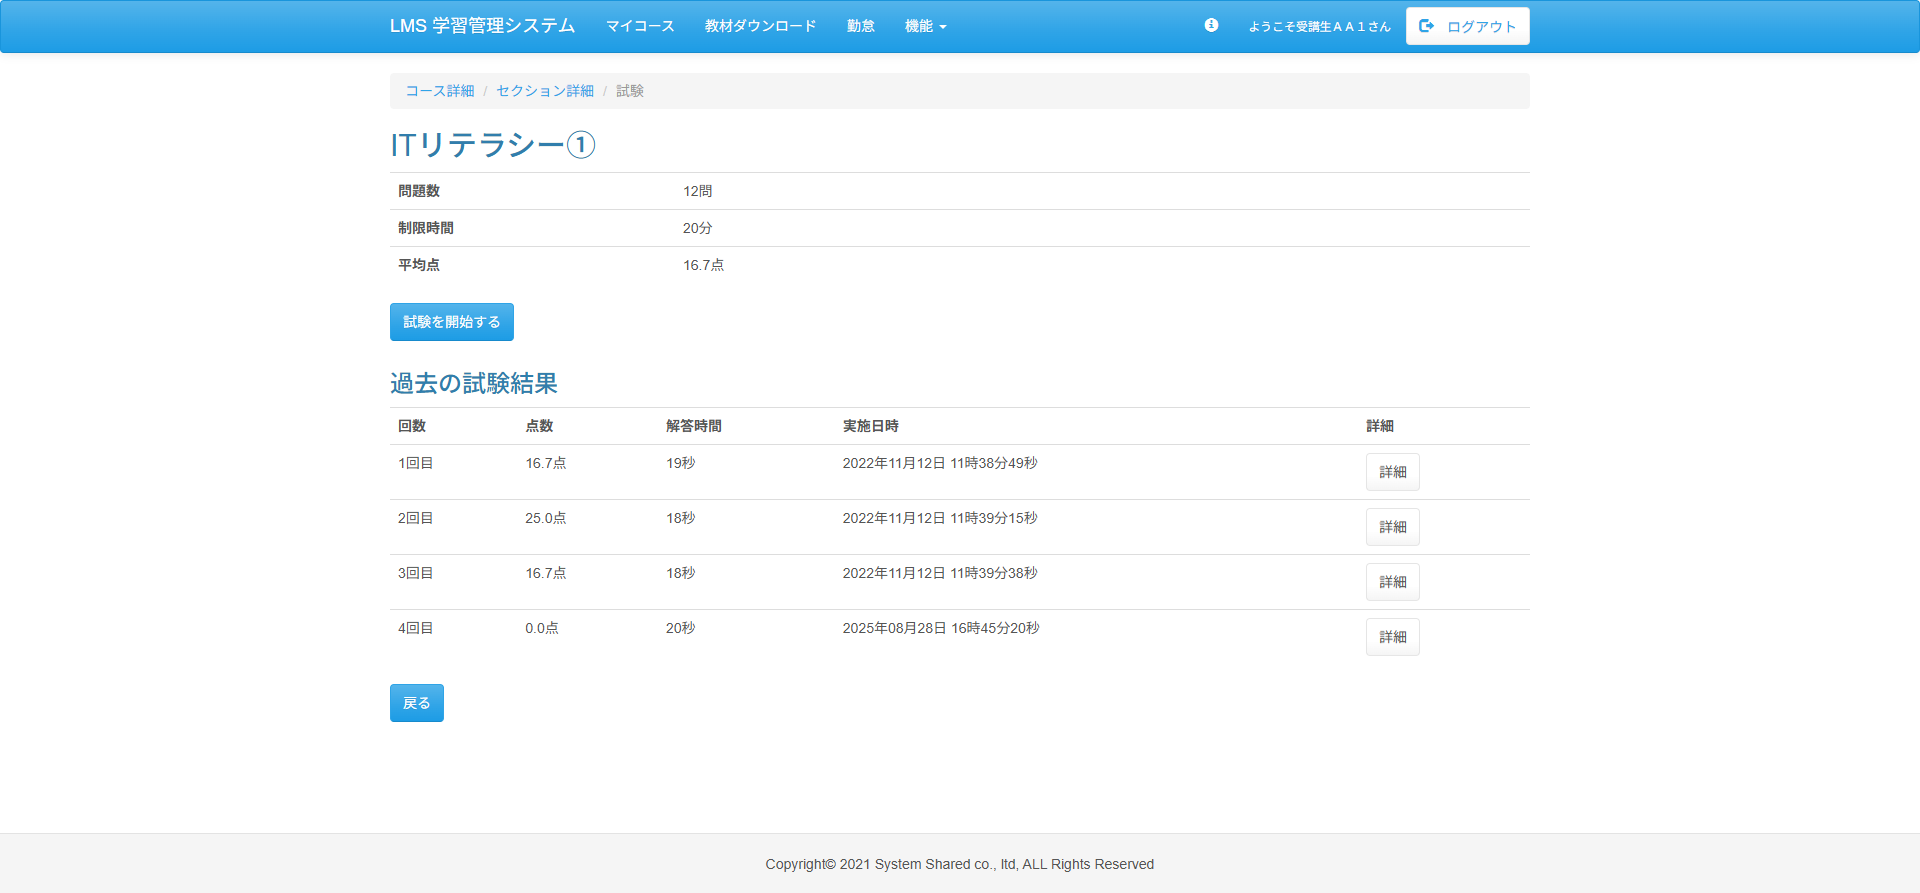 LMS 学習管理システム マイコース 教材ダウンロード 勤怠 機能 ようこそ受講生ＡＡ１さん ログアウト
コース詳細 / セクション詳細 / 試験
ITリテラシー①
問題数 12問
制限時間 20分
平均点 16.7点
試験を開始する
過去の試験結果
回数 点数 解答時間 実施日時 詳細
1回目 16.7点 19秒 2022年11月12日 11時38分49秒 詳細
2回目 25.0点 18秒 2022年11月12日 11時39分15秒 詳細
3回目 16.7点 18秒 2022年11月12日 11時39分38秒 詳細
4回目 0.0点 20秒 2025年08月28日 16時45分20秒 詳細
戻る
Copyright© 2021 System Shared co., ltd, ALL Rights Reserved